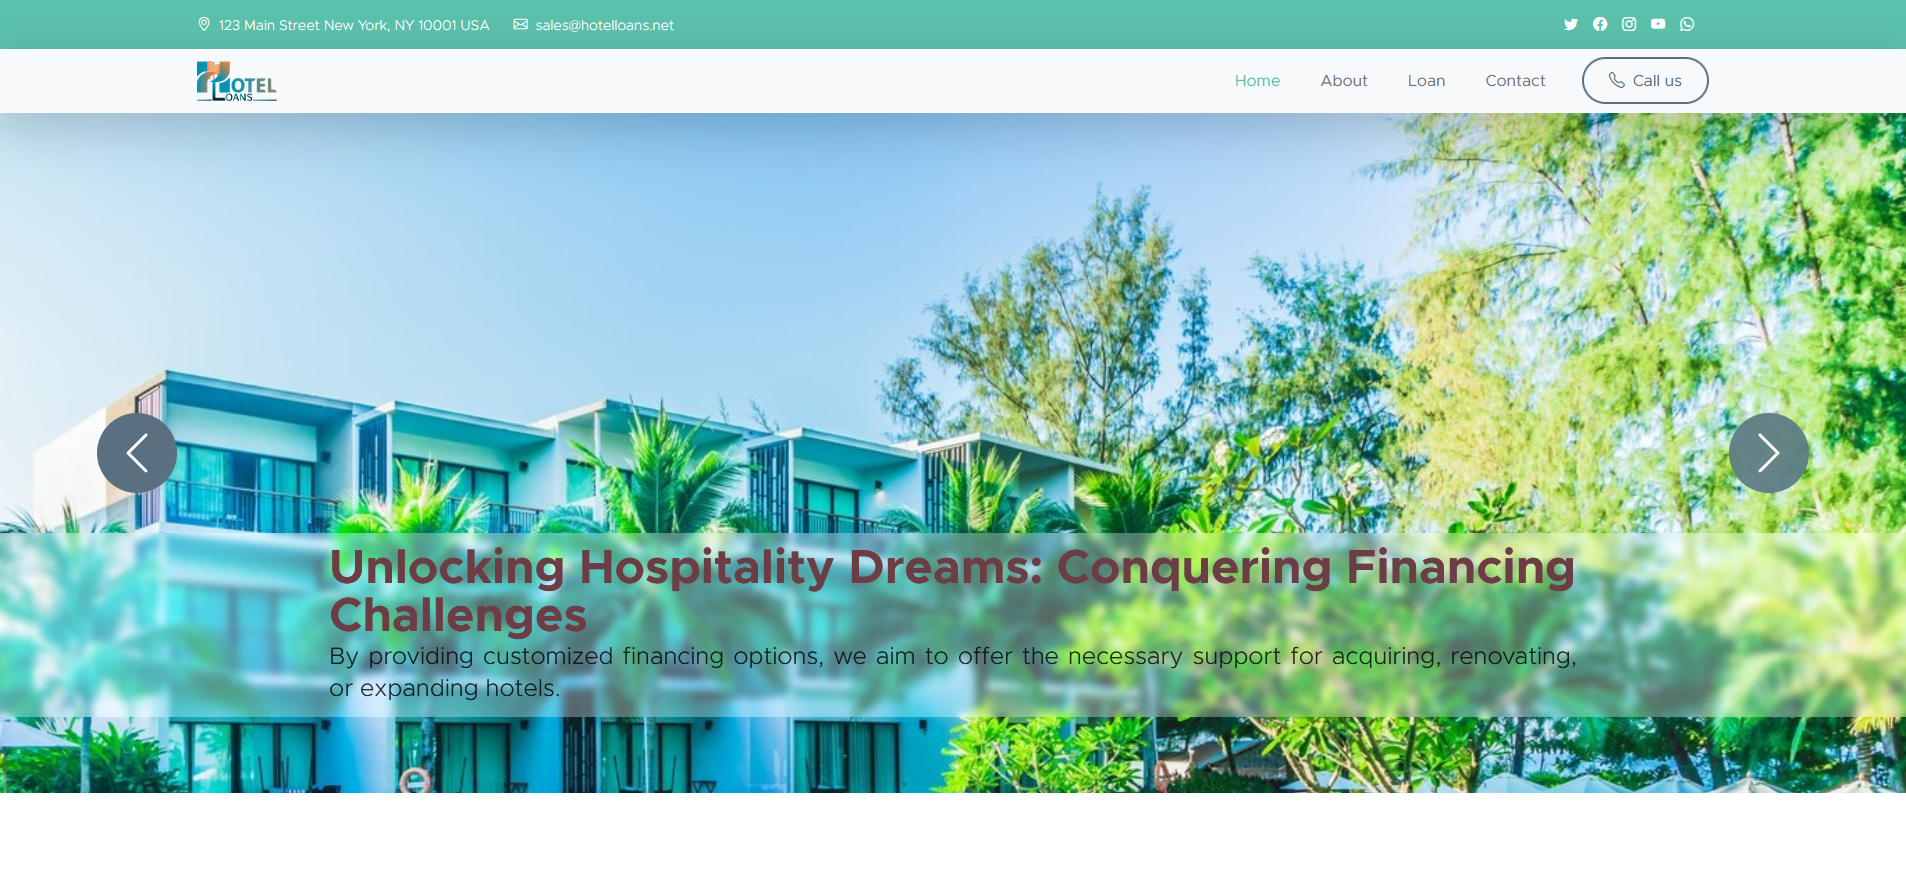 123 Main Street New York, NY 10001 USA
sales@hotelloans.net
HOTEL
LOANS
Home
About
Loan
Contact
Call us
Unlocking Hospitality Dreams: Conquering Financing
Challenges
By providing customized financing options, we aim to offer the necessary support for acquiring, renovating,
or expanding hotels.